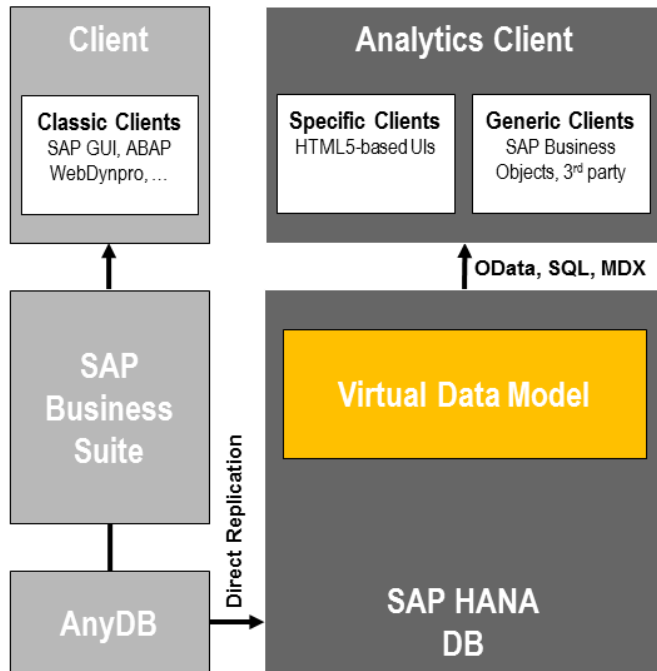 Client
Classic Clients
SAP GUI, ABAP
WebDynpro, ...
Analytics Client
Specific Clients
HTML5-based UIs
Generic Clients
SAP Business
Objects, 3rd party
OData, SQL, MDX
SAP
Business
Suite
Virtual Data Model
Direct Replication
AnyDB
SAP HANA
DB